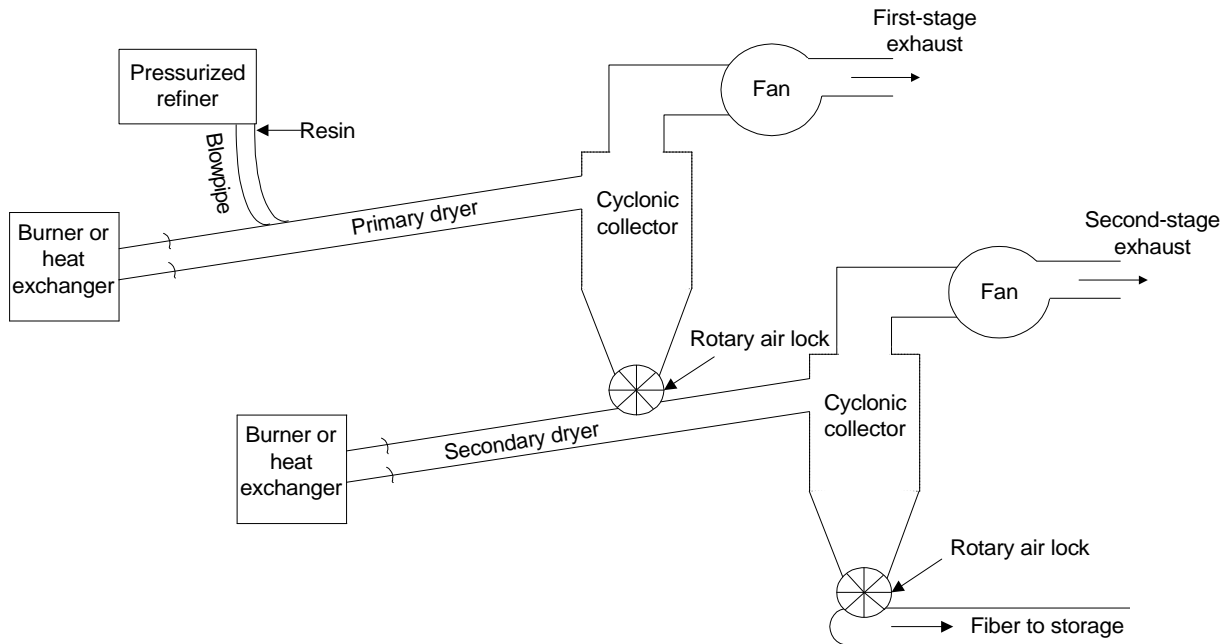 First-stage
exhaust
Pressurized
refiner
Fan
Resin
Blowpipe
Cyclonic
collector
Primary dryer
Burner or
heat
exchanger
Second-stage
exhaust
Fan
Rotary air lock
Cyclonic
collector
Secondary dryer
Burner or
heat
exchanger
Rotary air lock
Fiber to storage